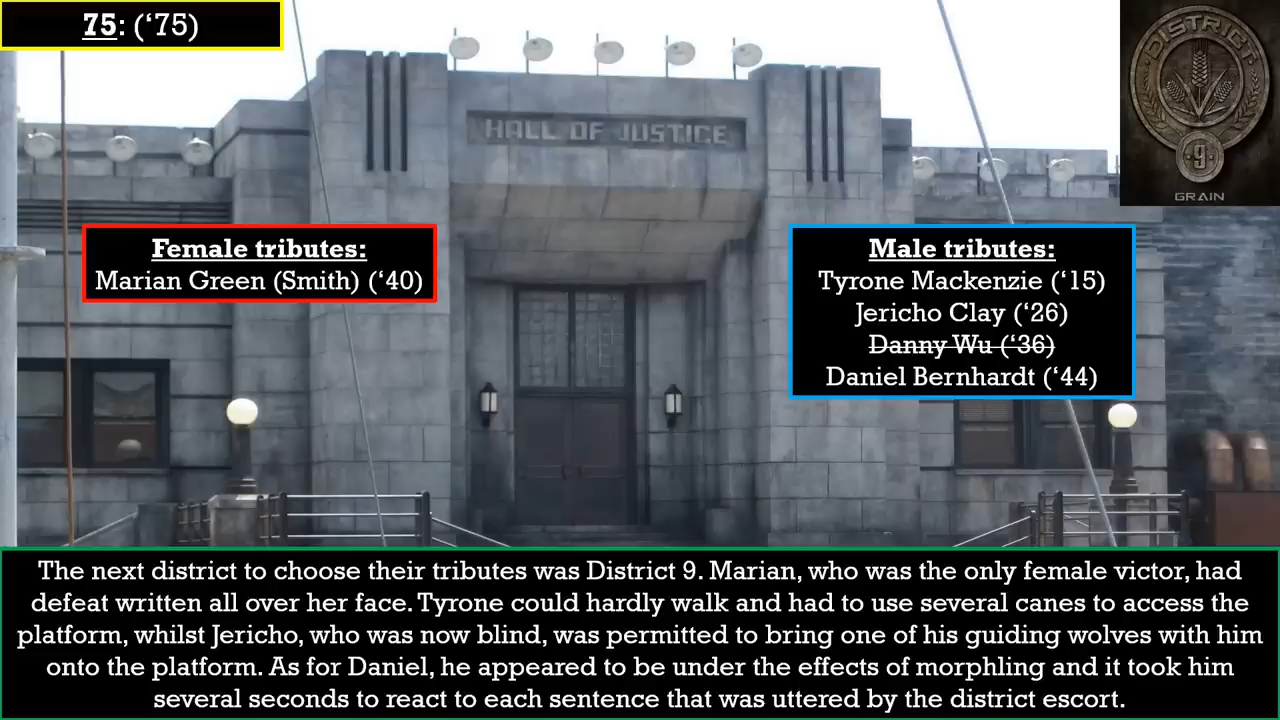 75: (‘75)
DISTRICT
9
GRAIN
HALL OF JUSTICE
Female tributes:
Marian Green (Smith) (‘40)
Male tributes:
Tyrone Mackenzie (‘15)
Jericho Clay (‘26)
Danny Wu (‘36)
Daniel Bernhardt (‘44)
The next district to choose their tributes was District 9. Marian, who was the only female victor, had
defeat written all over her face. Tyrone could hardly walk and had to use several canes to access the
platform, whilst Jericho, who was now blind, was permitted to bring one of his guiding wolves with him
onto the platform. As for Daniel, he appeared to be under the effects of morphling and it took him
several seconds to react to each sentence that was uttered by the district escort.